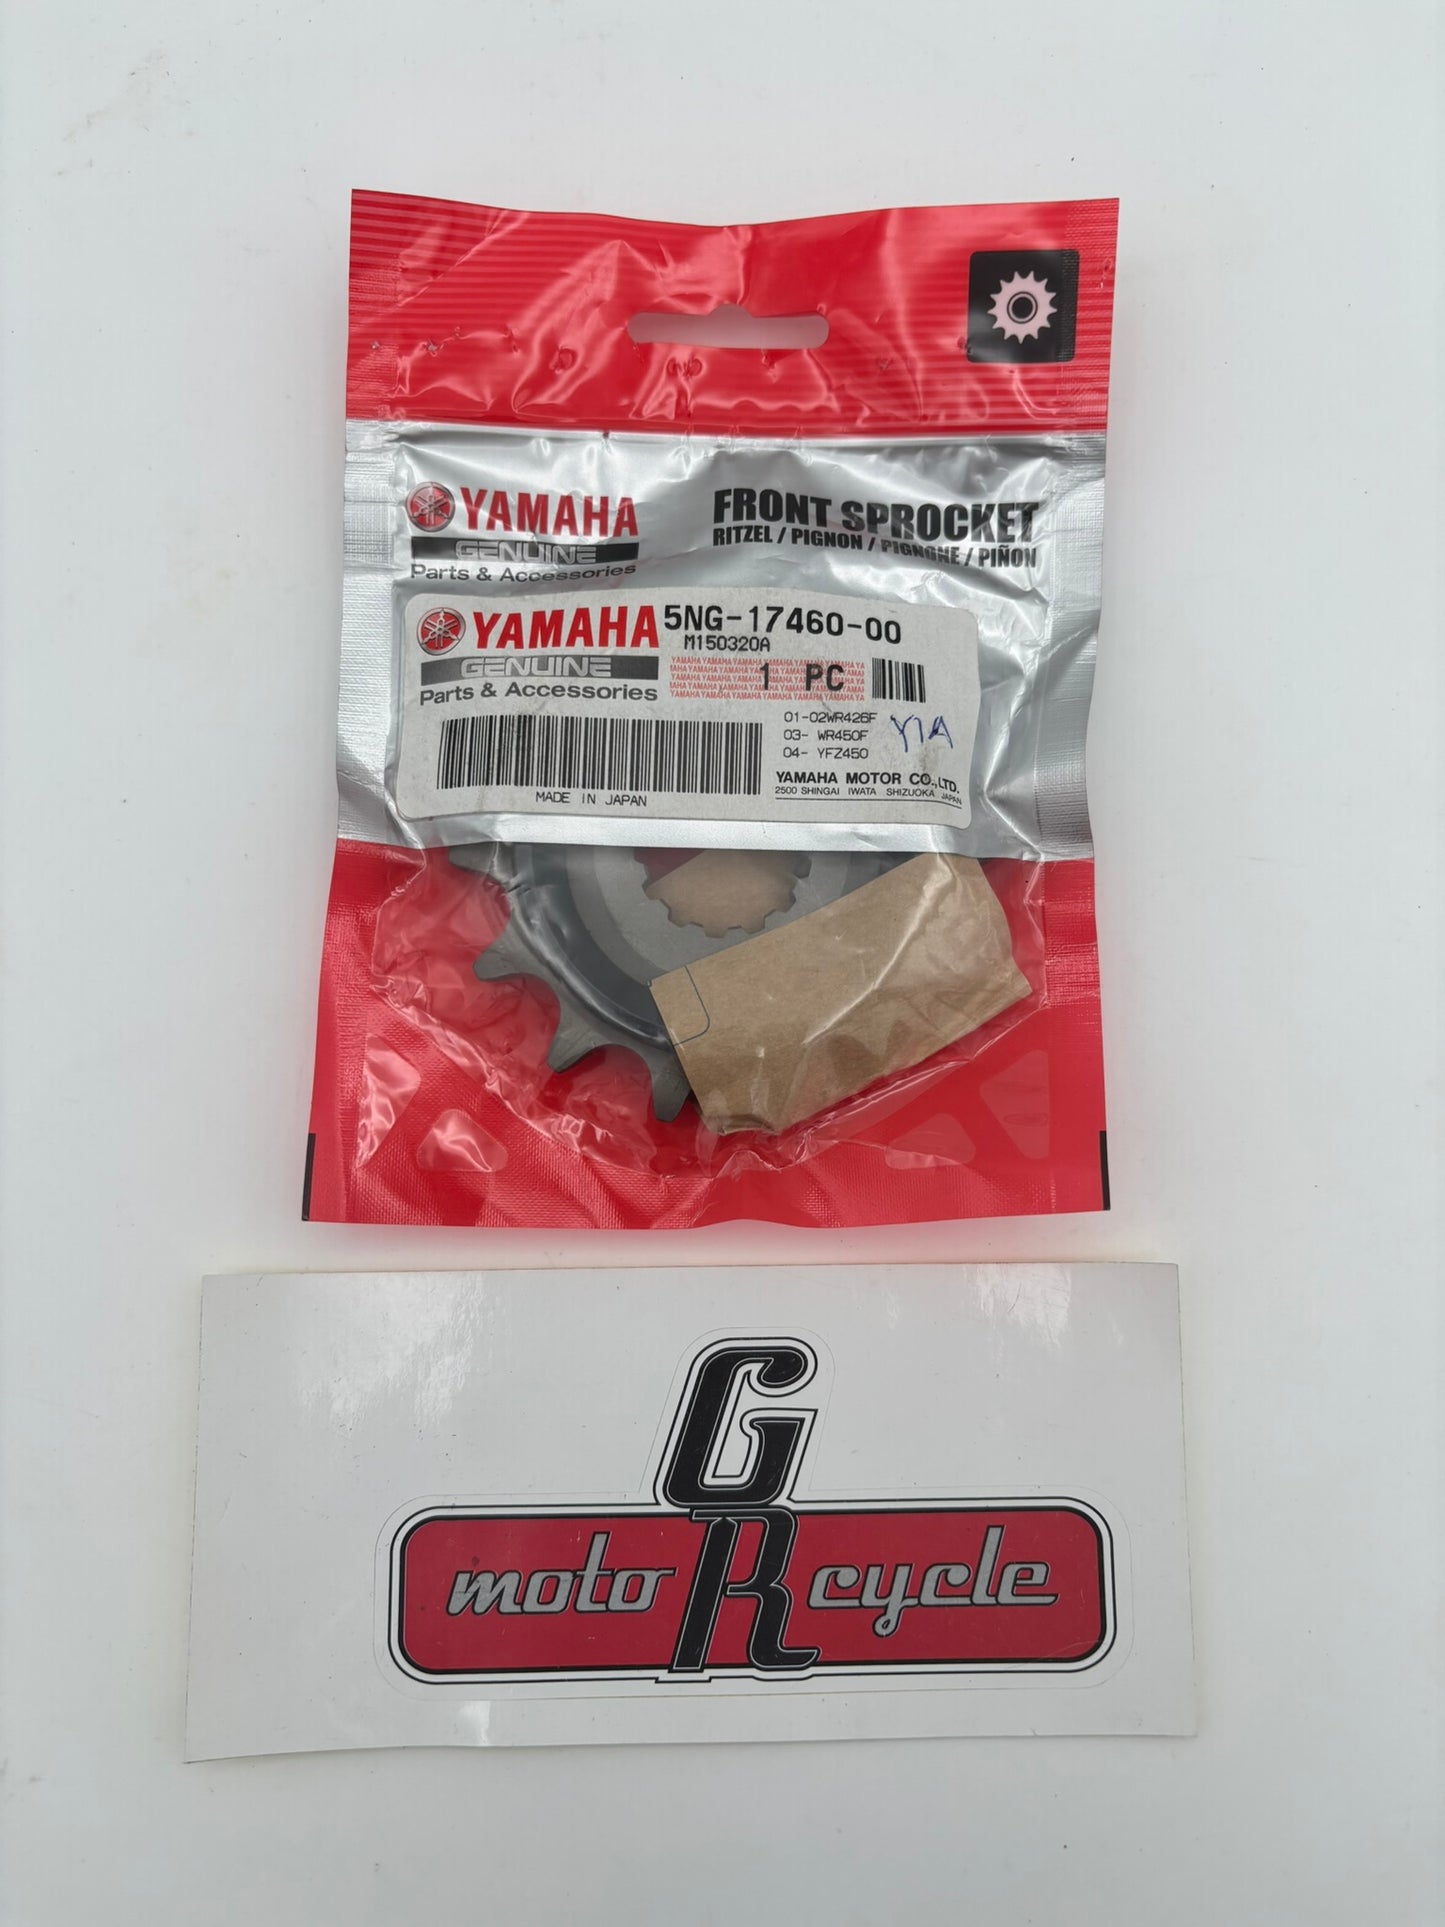 YAMAHA
GENUINE
Parts & Accessories
FRONT SPROCKET
RITZEL / PIGNON / PIGNONE / PIÑON
YAMAHA
GENUINE
Parts & Accessories
5NG-17460-00
M150320A
1 PC
01-02WR426F
03- WR450F
04- YFZ450
MADE IN JAPAN
YAMAHA MOTOR CO.,LTD.
2500 SHINGAI IWATA SHIZUOKA JAPAN
G
motoRcycle